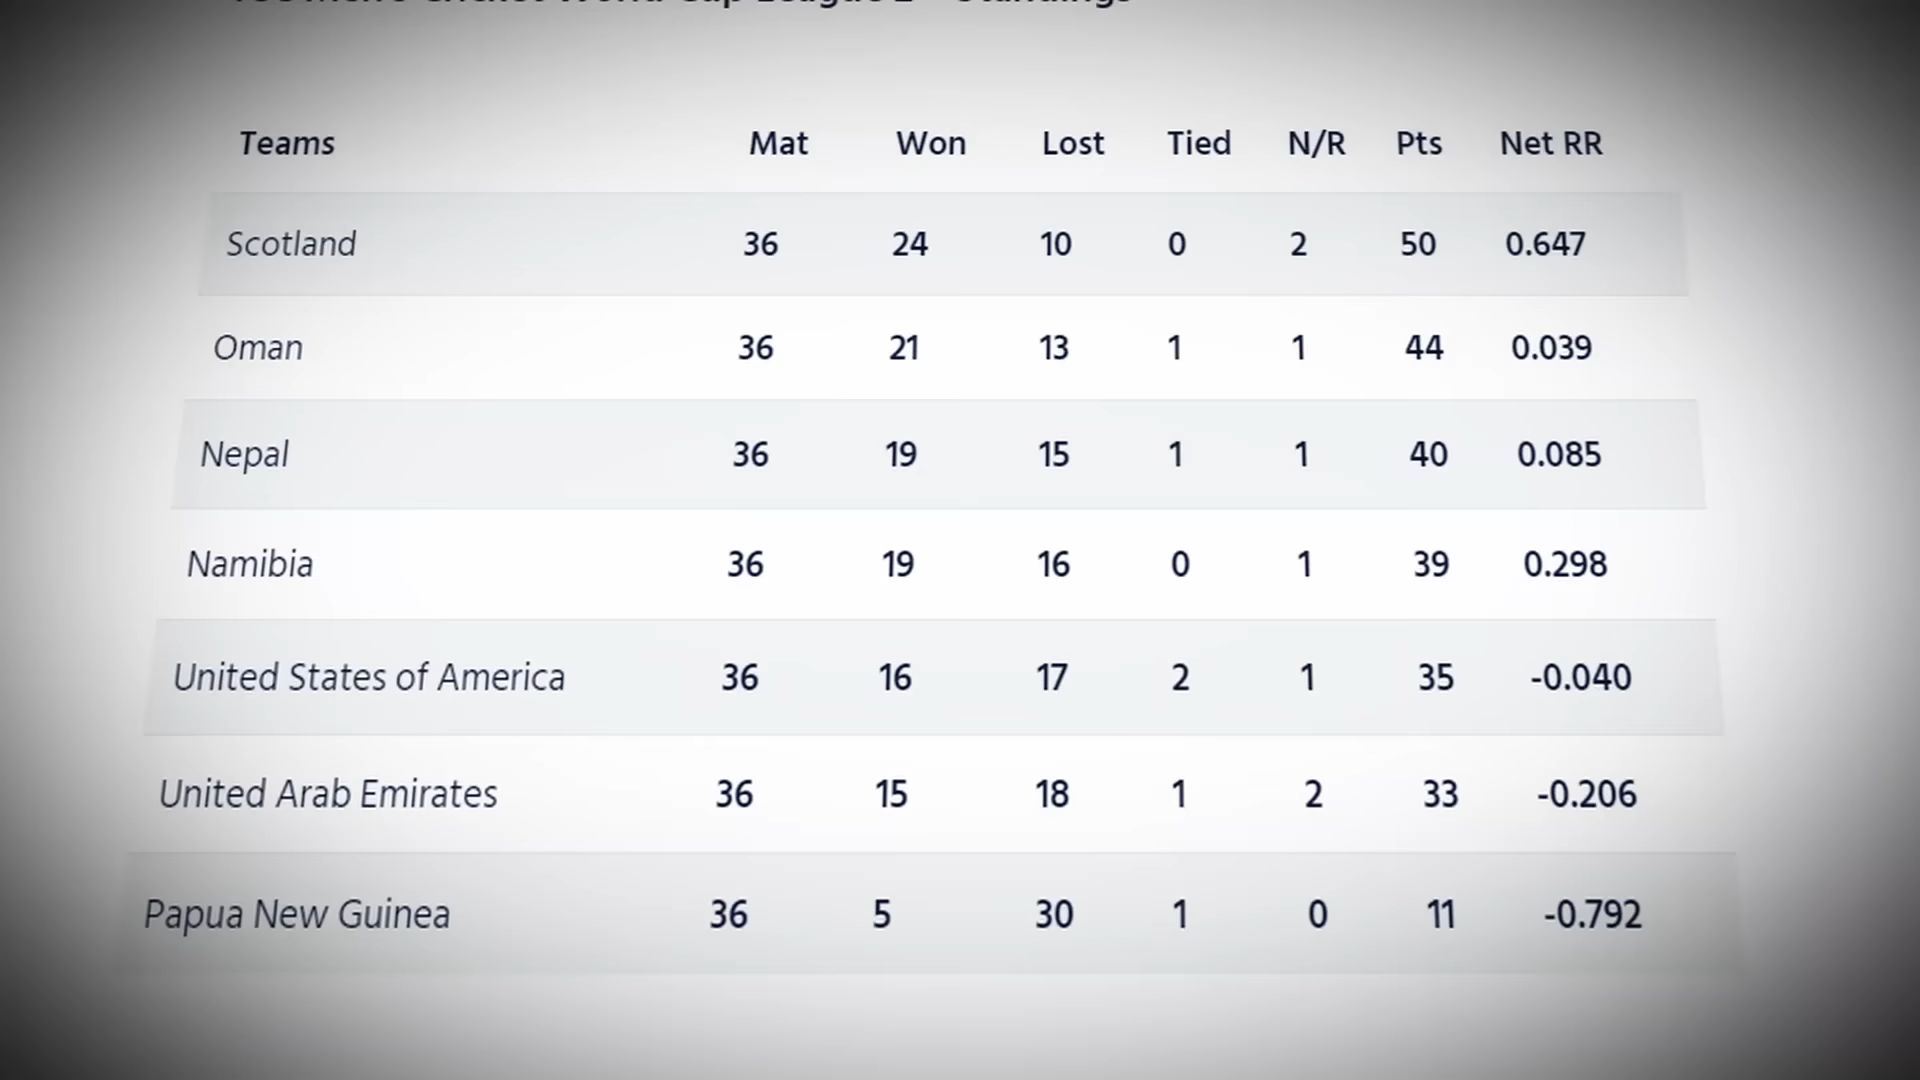 Teams Mat Won Lost Tied N/R Pts Net RR
Scotland 36 24 10 0 2 50 0.647
Oman 36 21 13 1 1 44 0.039
Nepal 36 19 15 1 1 40 0.085
Namibia 36 19 16 0 1 39 0.298
United States of America 36 16 17 2 1 35 -0.040
United Arab Emirates 36 15 18 1 2 33 -0.206
Papua New Guinea 36 5 30 1 0 11 -0.792